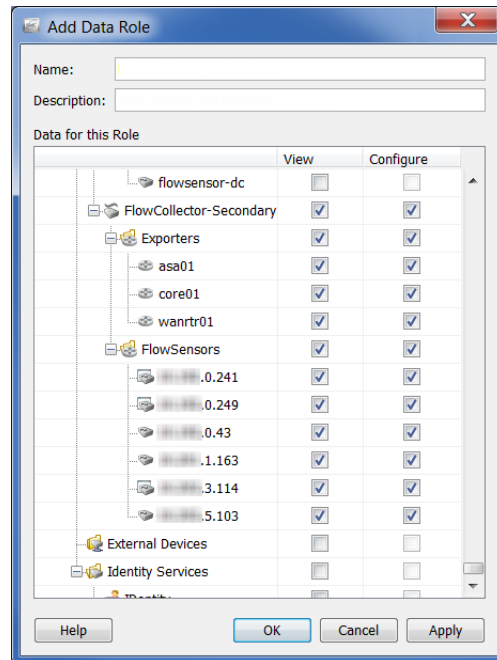 Add Data Role
Name:
Description:
Data for this Role
View Configure
flowsensor-dc
FlowCollector-Secondary
Exporters
asa01
core01
wanrtr01
FlowSensors
.0.241
.0.249
.0.43
.1.163
.3.114
.5.103
External Devices
Identity Services
Help OK Cancel Apply